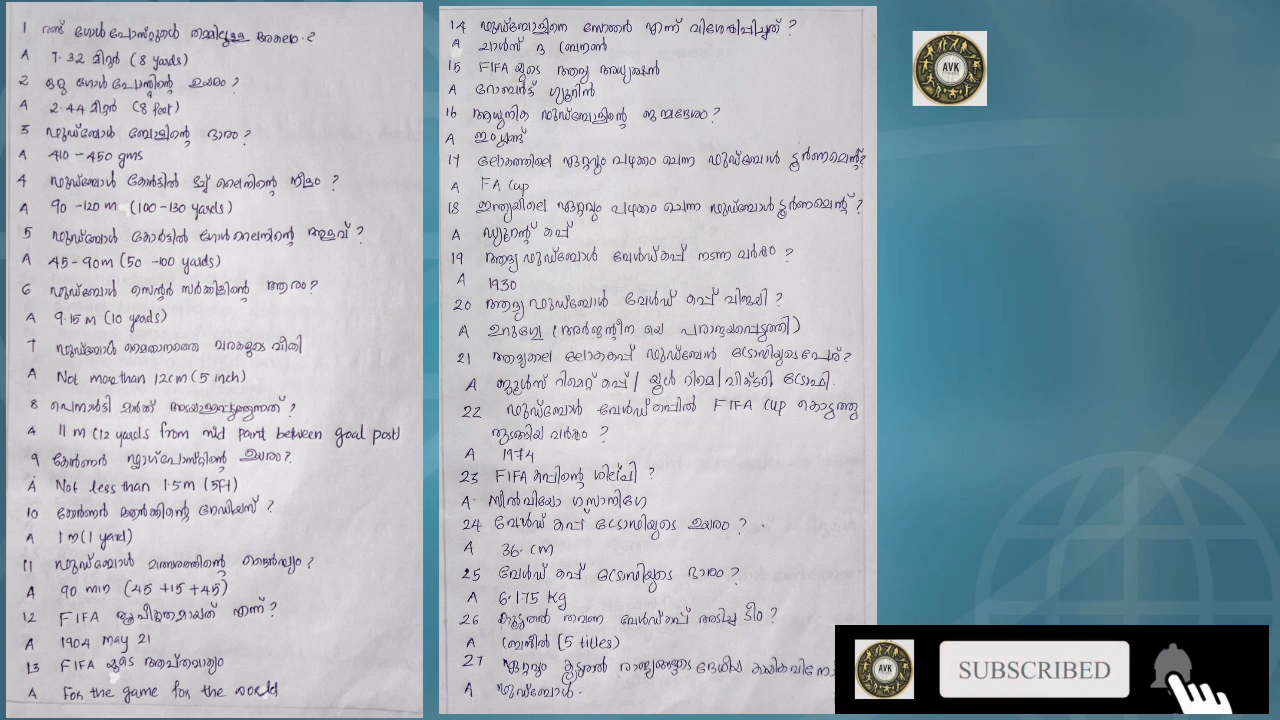 1 രണ്ട് ഗോൾ പോസ്റ്റുകൾ തമ്മിലുള്ള അകലം ?
A 7.32 മീറ്റർ (8 yards)
2 ഒരു ഗോൾ പോസ്റ്റിന്റെ ഉയരം ?
A 2.44 മീറ്റർ (8 foot)
3 ഫുഡ്ബോൾ ബോളിന്റെ ഭാരം ?
A 410 - 450 gms
4 ഫുഡ്ബോൾ കോർട്ടിൽ ടച്ച് ലൈനിന്റെ നീളം ?
A 90 -120 m (100 -130 yards)
5 ഫുഡ്ബോൾ കോർട്ടിൽ ഗോൾ ലൈനിന്റെ അളവ് ?
A 45 - 90m (50 -100 yards)
6 ഫുഡ്ബോൾ സെന്റർ സർക്കിളിന്റെ ആരം ?
A 9.15 m (10 yards)
7 ഫുഡ്ബോൾ മൈതാനത്തെ വരകളുടെ വീതി
A Not more than 12cm (5 inch)
8 പെനാൽടി മാർക്ക് അടയാളപ്പെടുത്തുന്നത് ?
A 11 m (12 yards from mid point between goal post)
9 കോർണർ ഫ്ലാഗ് പോസ്റ്റിന്റെ ഉയരം ?
A Not less than 1.5m (5Ft)
10 കോർണർ ആർക്കിന്റെ റേഡിയസ് ?
A 1 m (1 yard)
11 ഫുഡ്ബോൾ മത്സരത്തിന്റെ ദൈർഘ്യം ?
A 90 min (45 +15 +45)
12 FIFA രൂപീകൃതമായത് എന്ന് ?
A 1904 may 21
13 FIFA യുടെ ആപ്തവാക്യം
A For the game for the world
14 ഫുഡ്ബോളിനെ സോക്കർ എന്ന് വിശേഷിപ്പിച്ചത് ?
A ചാൾസ് ബ്രൗൺ
15 FIFA യുടെ ആദ്യ അധ്യക്ഷൻ
A റോബർട്ട് ഗ്യുറിൻ
16 ആധുനിക ഫുഡ്ബോളിന്റെ ജന്മദേശം ?
A ഇംഗ്ലണ്ട്
17 ലോകത്തിലെ ഏറ്റവും പഴക്കം ചെന്ന ഫുഡ്ബോൾ ടൂർണമെന്റ് ?
A FA Cup
18 ഇന്ത്യയിലെ ഏറ്റവും പഴക്കം ചെന്ന ഫുഡ്ബോൾ ടൂർണമെന്റ് ?
A ഡ്യൂറന്റ് കപ്പ്
19 ആദ്യ ഫുഡ്ബോൾ വേൾഡ് കപ്പ് നടന്ന വർഷം ?
A 1930
20 ആദ്യ ഫുഡ്ബോൾ വേൾഡ് കപ്പ് വിജയി ?
A ഉറുഗ്വേ (അർജന്റീന യെ പരാജയപ്പെടുത്തി)
21 ആദ്യകാല ലോകകപ്പ് ഫുഡ്ബോൾ ട്രോഫിയുടെ പേര് ?
A ജൂൾസ് റിമെറ്റ് കപ്പ് / യൂൾ റിമെ / വിക്ടറി ട്രോഫി.
22 ഫുഡ്ബോൾ വേൾഡ് കപ്പിൽ FIFA Cup കൊടുത്തു
തുടങ്ങിയ വർഷം ?
A 1974
23 FIFA കപ്പിന്റെ ശില്പി ?
A സിൽവിയോ ഗസാനിഗേ
24 വേൾഡ് കപ്പ് ട്രോഫിയുടെ ഉയരം ?
A 36. cm
25 വേൾഡ് കപ്പ് ട്രോഫിയുടെ ഭാരം ?
A 6.175 Kg
26 കൂടുതൽ തവണ വേൾഡ് കപ്പ് അടിച്ച ടീം ?
A ബ്രസീൽ (5 titles)
27 ഏറ്റവും കൂടുതൽ രാജ്യങ്ങളുടെ ദേശീയ കായികവിനോ
A ഫുഡ്ബോൾ.
AVK
AVK
SUBSCRIBED